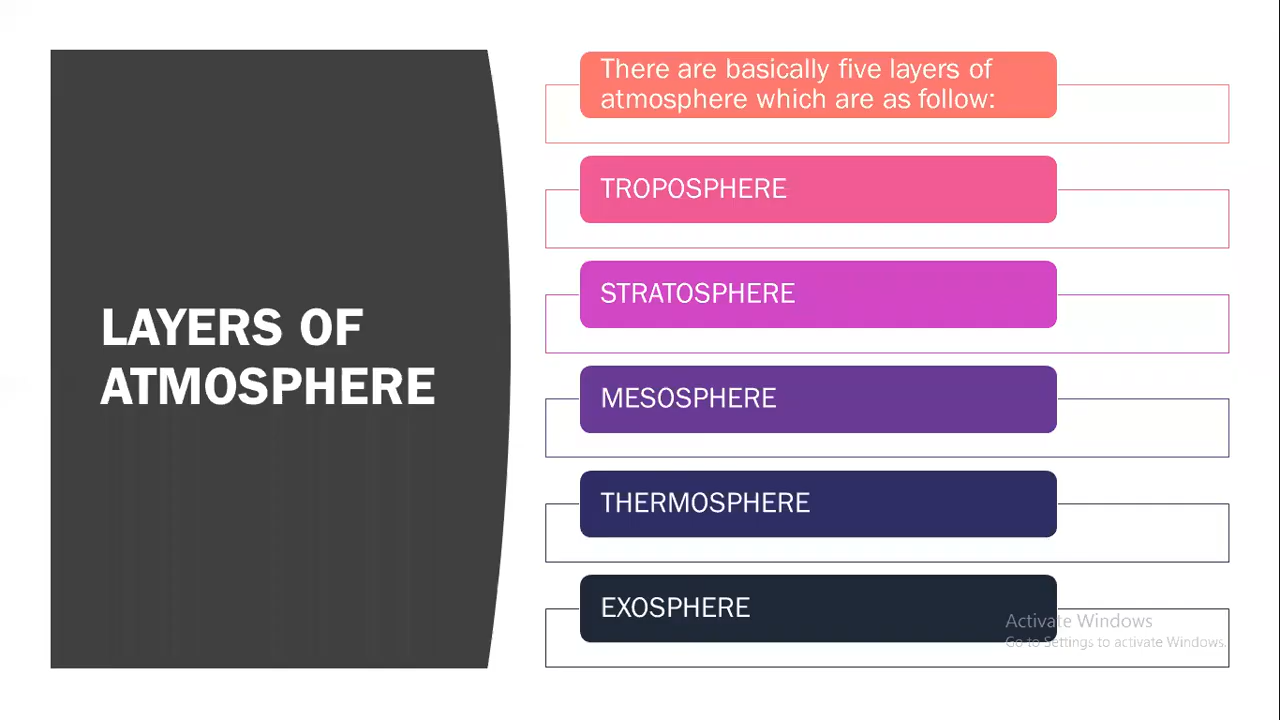 LAYERS OF
ATMOSPHERE
There are basically five layers of
atmosphere which are as follow:
TROPOSPHERE
STRATOSPHERE
MESOSPHERE
THERMOSPHERE
EXOSPHERE
Activate Windows
Go to Settings to activate Windows.